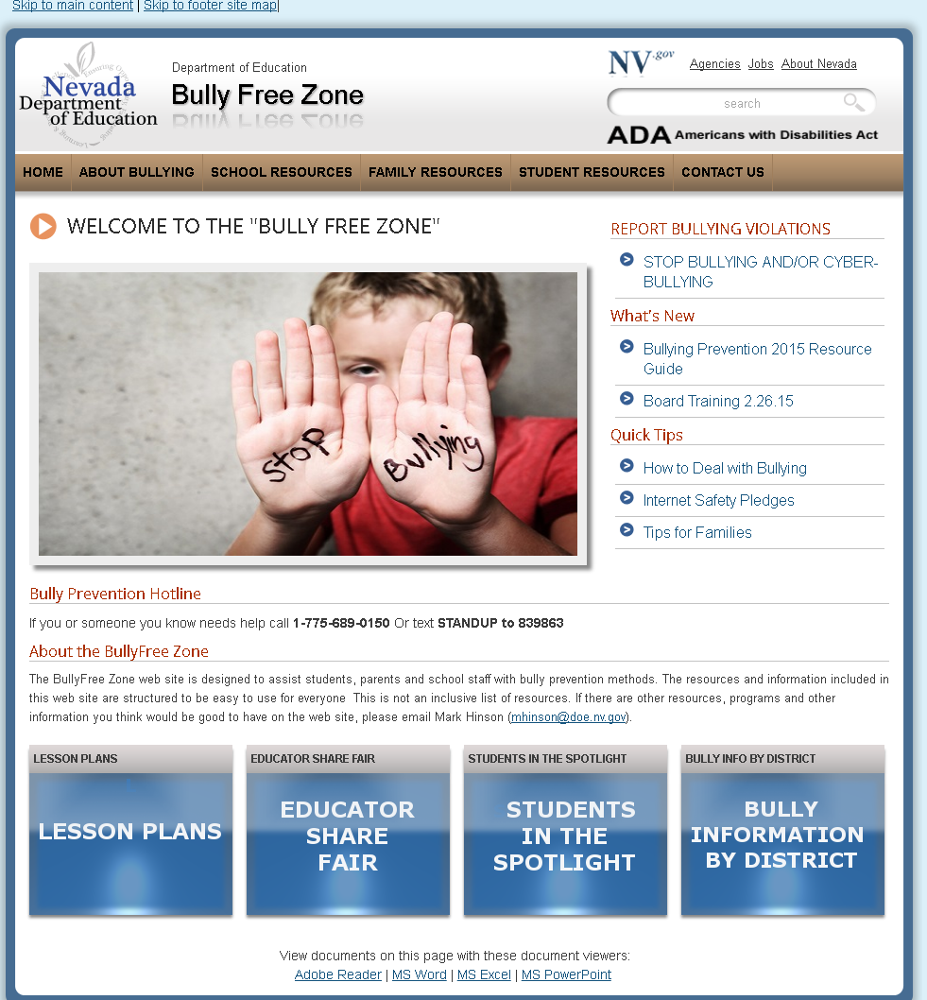 Skip to main content | Skip to footer site map|
Nevada
Department
of Education
Department of Education
Bully Free Zone
NV.gov
Agencies Jobs About Nevada
search
ADA Americans with Disabilities Act
HOME ABOUT BULLYING SCHOOL RESOURCES FAMILY RESOURCES STUDENT RESOURCES CONTACT US
WELCOME TO THE "BULLY FREE ZONE"
Stop Bullying
REPORT BULLYING VIOLATIONS
STOP BULLYING AND/OR CYBER-
BULLYING
What's New
Bullying Prevention 2015 Resource
Guide
Board Training 2.26.15
Quick Tips
How to Deal with Bullying
Internet Safety Pledges
Tips for Families
Bully Prevention Hotline
If you or someone you know needs help call 1-775-689-0150 Or text STANDUP to 839863
About the BullyFree Zone
The BullyFree Zone web site is designed to assist students, parents and school staff with bully prevention methods. The resources and information included in
this web site are structured to be easy to use for everyone This is not an inclusive list of resources. If there are other resources, programs and other
information you think would be good to have on the web site, please email Mark Hinson (mhinson@doe.nv.gov).
LESSON PLANS
LESSON PLANS
EDUCATOR SHARE FAIR
EDUCATOR
SHARE
FAIR
STUDENTS IN THE SPOTLIGHT
STUDENTS
IN THE
SPOTLIGHT
BULLY INFO BY DISTRICT
BULLY
INFORMATION
BY DISTRICT
View documents on this page with these document viewers:
Adobe Reader | MS Word | MS Excel | MS PowerPoint